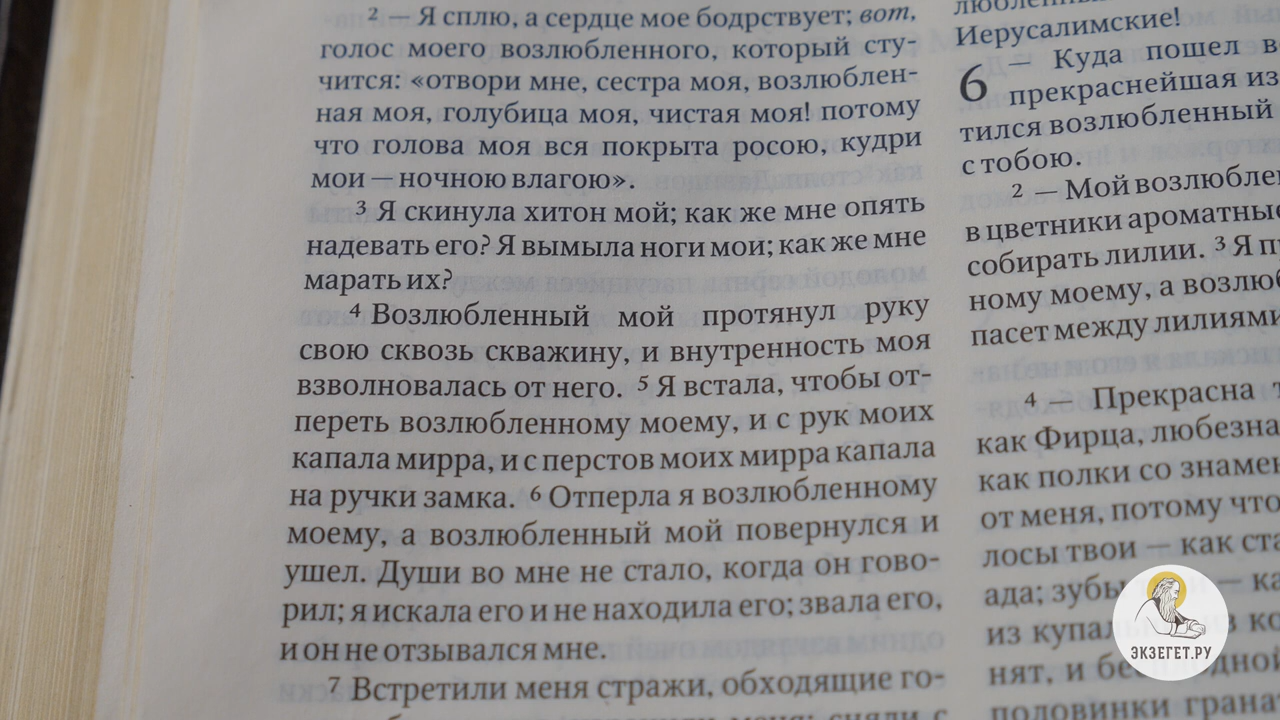 ² — Я сплю, а сердце мое бодрствует; вот,
голос моего возлюбленного, который сту-
чится: «отвори мне, сестра моя, возлюблен-
ная моя, голубица моя, чистая моя! потому
что голова моя вся покрыта росою, кудри
мои — ночною влагою».
³ Я скинула хитон мой; как же мне опять
надевать его? Я вымыла ноги мои; как же мне
марать их?
⁴ Возлюбленный мой протянул руку
свою сквозь скважину, и внутренность моя
взволновалась от него. ⁵ Я встала, чтобы от-
переть возлюбленному моему, и с рук моих
капала мирра, и с перстов моих мирра капала
на ручки замка. ⁶ Отперла я возлюбленному
моему, а возлюбленный мой повернулся и
ушел. Души во мне не стало, когда он гово-
рил; я искала его и не находила его; звала его,
и он не отзывался мне.
⁷ Встретили меня стражи, обходящие го-
Иерусалимские!
6 — Куда пошел
прекраснейшая из
тился возлюбленный
с тобою.
² — Мой возлюблен
в цветники ароматные
собирать лилии. ³ Я
ному моему, а возлюб
пасет между лилиями
⁴ — Прекрасна
как Фирца, любезна
как полки со знамен
от меня, потому что
лосы твои — как ста
ада; зубы — ка
из купал
нят, и
половинки грана
ЭКЗЕГЕТ.РУ